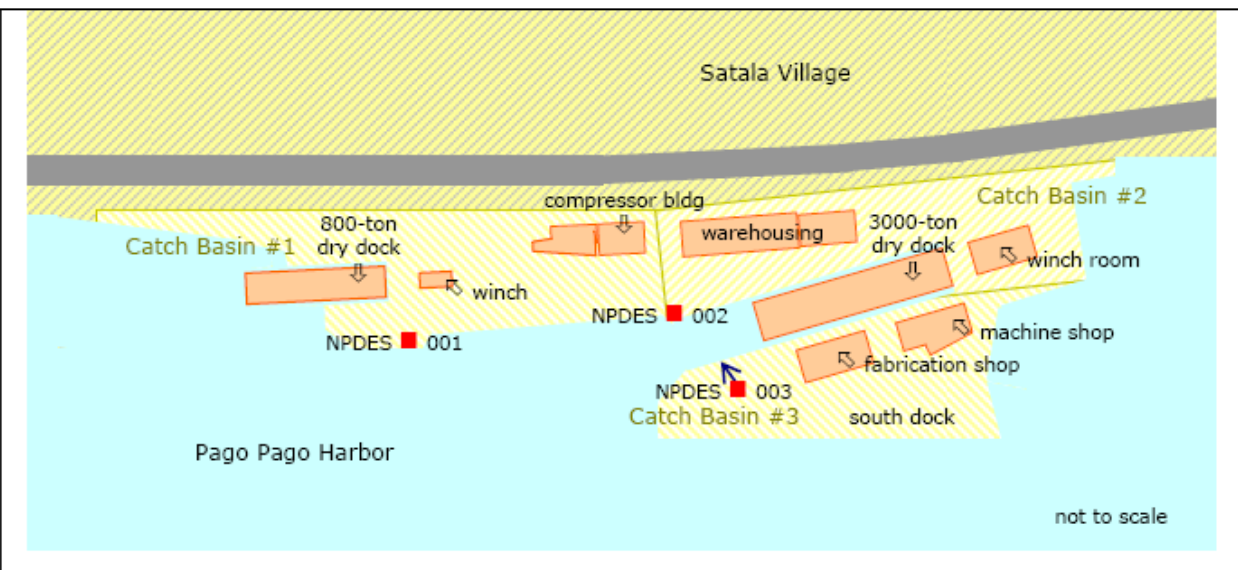 Satala Village
compressor bldg
Catch Basin #2
800-ton
dry dock
3000-ton
dry dock
warehousing
Catch Basin #1
winch room
winch
NPDES 002
NPDES 001
machine shop
fabrication shop
NPDES 003
Catch Basin #3
south dock
Pago Pago Harbor
not to scale